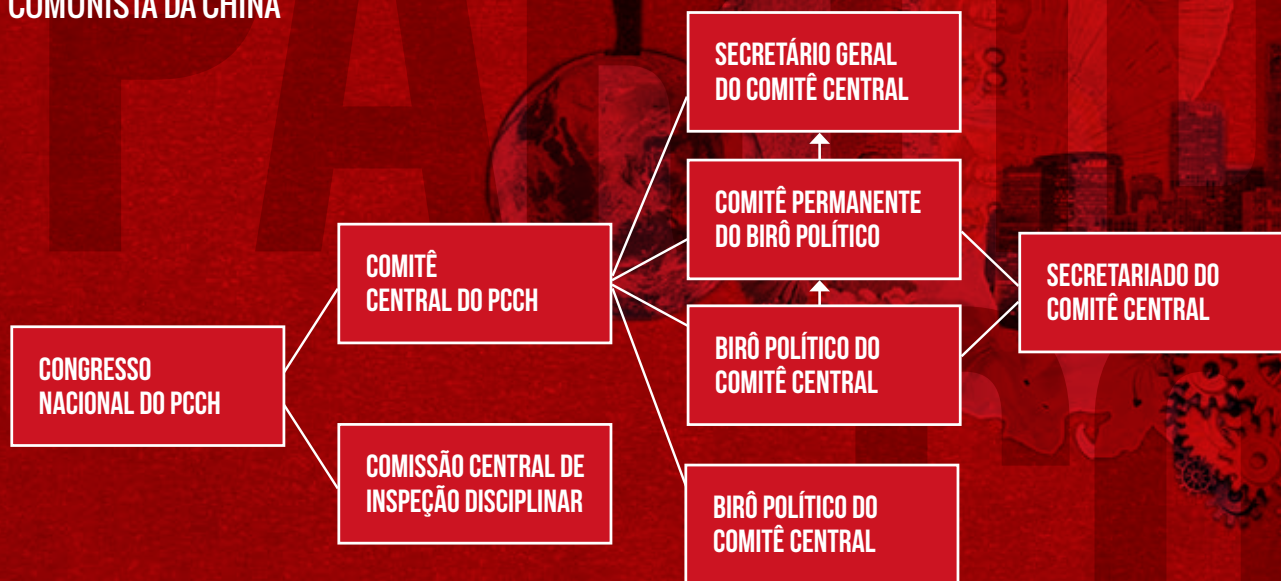 COMUNISTA DA CHINA
SECRETÁRIO GERAL
DO COMITÊ CENTRAL
COMITÊ PERMANENTE
DO BIRÔ POLÍTICO
COMITÊ
CENTRAL DO PCCH
SECRETARIADO DO
COMITÊ CENTRAL
BIRÔ POLÍTICO DO
COMITÊ CENTRAL
CONGRESSO
NACIONAL DO PCCH
COMISSÃO CENTRAL DE
INSPEÇÃO DISCIPLINAR
BIRÔ POLÍTICO DO
COMITÊ CENTRAL